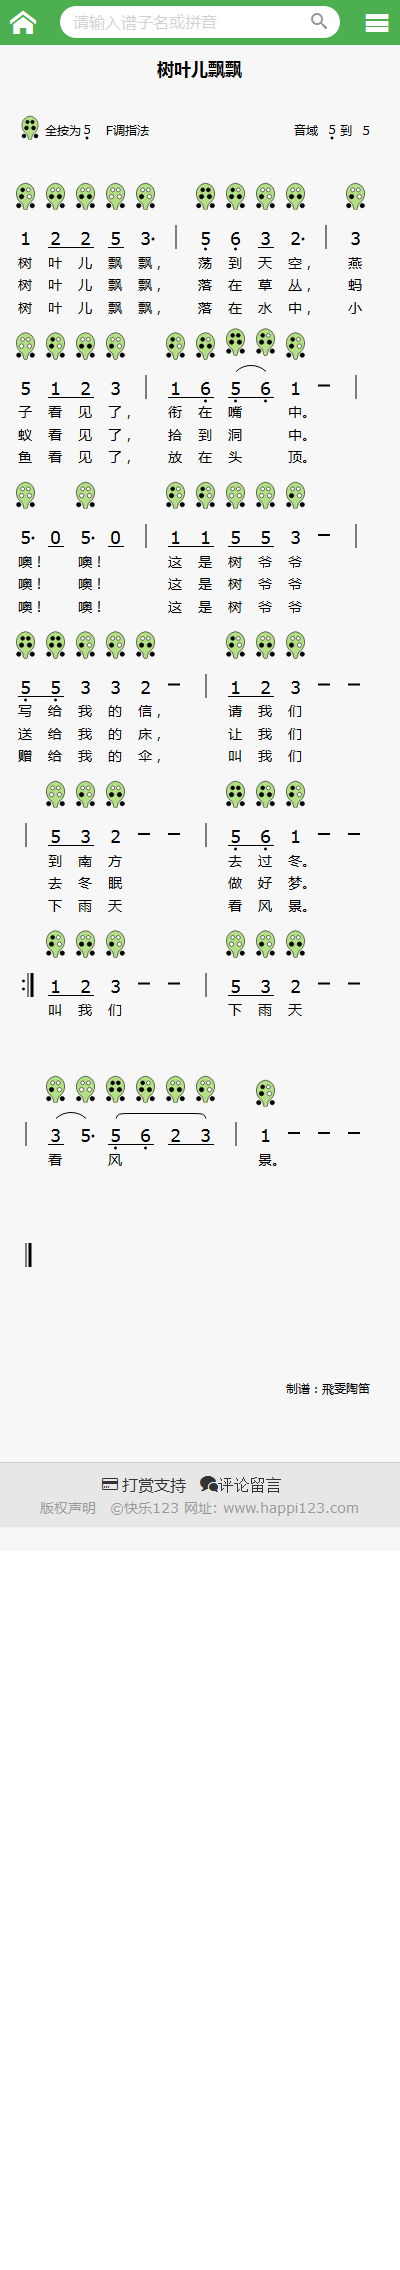 请输入谱子名或拼音
树叶儿飘飘
全按为5̣ F调指法 音域 5̣ 到 5
1 2 2 5 3· | 5̣ 6̣ 3 2· | 3
树 叶 儿 飘 飘， 荡 到 天 空， 燕
树 叶 儿 飘 飘， 落 在 草 丛， 蚂
树 叶 儿 飘 飘， 落 在 水 中， 小
5 1 2 3 | 1 6̣ 5̣ 6̣ 1 － |
子 看 见 了， 衔 在 嘴 中。
蚁 看 见 了， 拾 到 洞 中。
鱼 看 见 了， 放 在 头 顶。
5· 0 5· 0 | 1 1 5 5 3 － |
噢！ 噢！ 这 是 树 爷 爷
噢！ 噢！ 这 是 树 爷 爷
噢！ 噢！ 这 是 树 爷 爷
5̣ 5̣ 3 3 2 － | 1 2 3 － －
写 给 我 的 信， 请 我 们
送 给 我 的 床， 让 我 们
赠 给 我 的 伞， 叫 我 们
| 5 3 2 － － | 5̣ 6̣ 1 － －
到 南 方 去 过 冬。
去 冬 眠 做 好 梦。
下 雨 天 看 风 景。
:‖ 1 2 3 － － | 5 3 2 － －
叫 我 们 下 雨 天
| 3 5· 5̣ 6̣ 2 3 | 1 － － －
看 风 景。
‖
制谱：飛雯陶笛
打赏支持 评论留言
版权声明 ©快乐123 网址: www.happi123.com